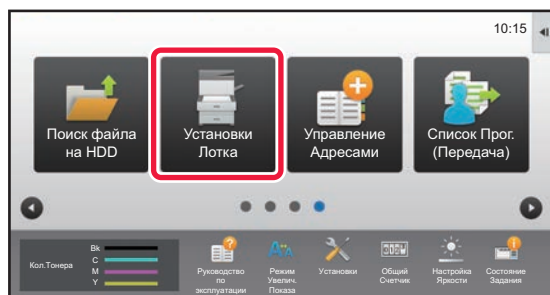 10:15
Поиск файла
на HDD
Установки
Лотка
Управление
Адресами
Список Прог.
(Передача)
Кол.Тонера
Bk
C
M
Y
Руководство
по
эксплуатации
Режим
Увелич.
Показа
Установки
Общий
Счетчик
Настройка
Яркости
Состояние
Задания